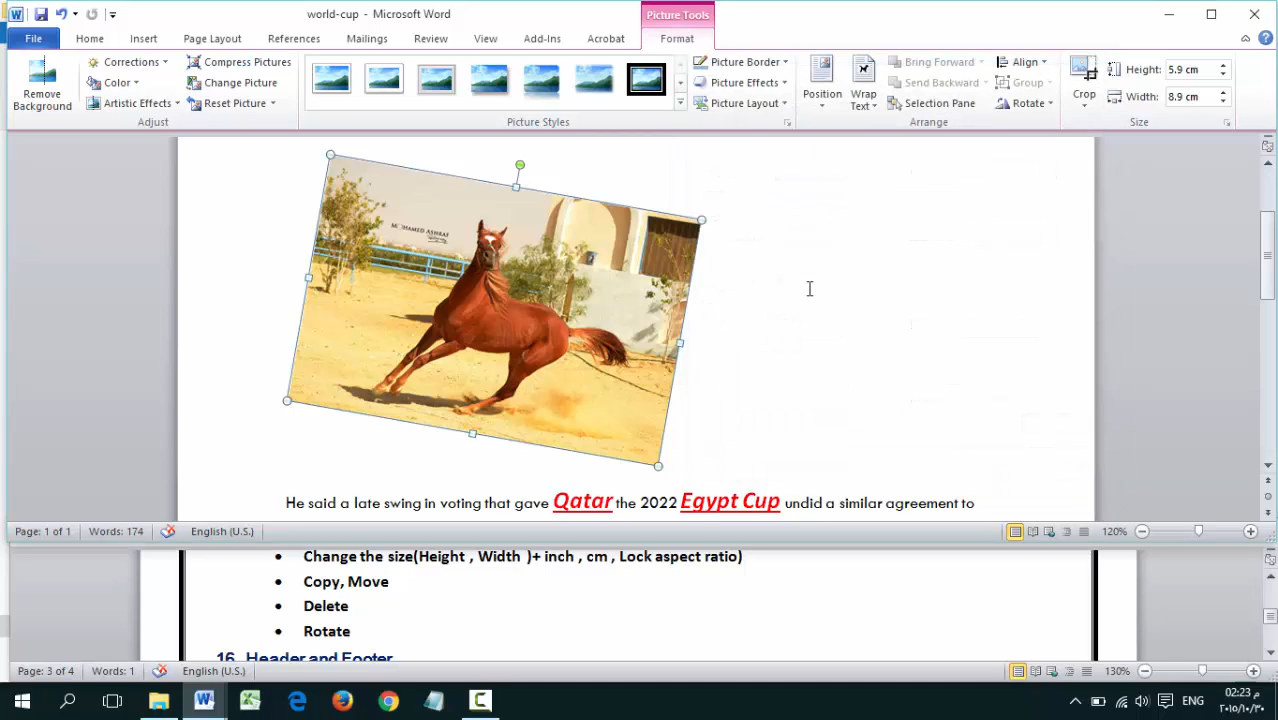 world-cup - Microsoft Word
Picture Tools
File Home Insert Page Layout References Mailings Review View Add-Ins Acrobat Format
Remove Background
Corrections
Color
Artistic Effects
Compress Pictures
Change Picture
Reset Picture
Adjust
Picture Styles
Picture Border
Picture Effects
Picture Layout
Position
Wrap Text
Bring Forward
Send Backward
Selection Pane
Align
Group
Rotate
Arrange
Crop
Height: 5.9 cm
Width: 8.9 cm
Size
MOHAMED ASHRAF
He said a late swing in voting that gave Qatar the 2022 Egypt Cup undid a similar agreement to
Page: 1 of 1 Words: 174 English (U.S.) 120%
• Change the size(Height , Width )+ inch , cm , Lock aspect ratio)
• Copy, Move
• Delete
• Rotate
16. Header and Footer
Page: 3 of 4 Words: 1 English (U.S.) 130%
ENG
02:23 م
٢٠١٥/١٠/٣٠